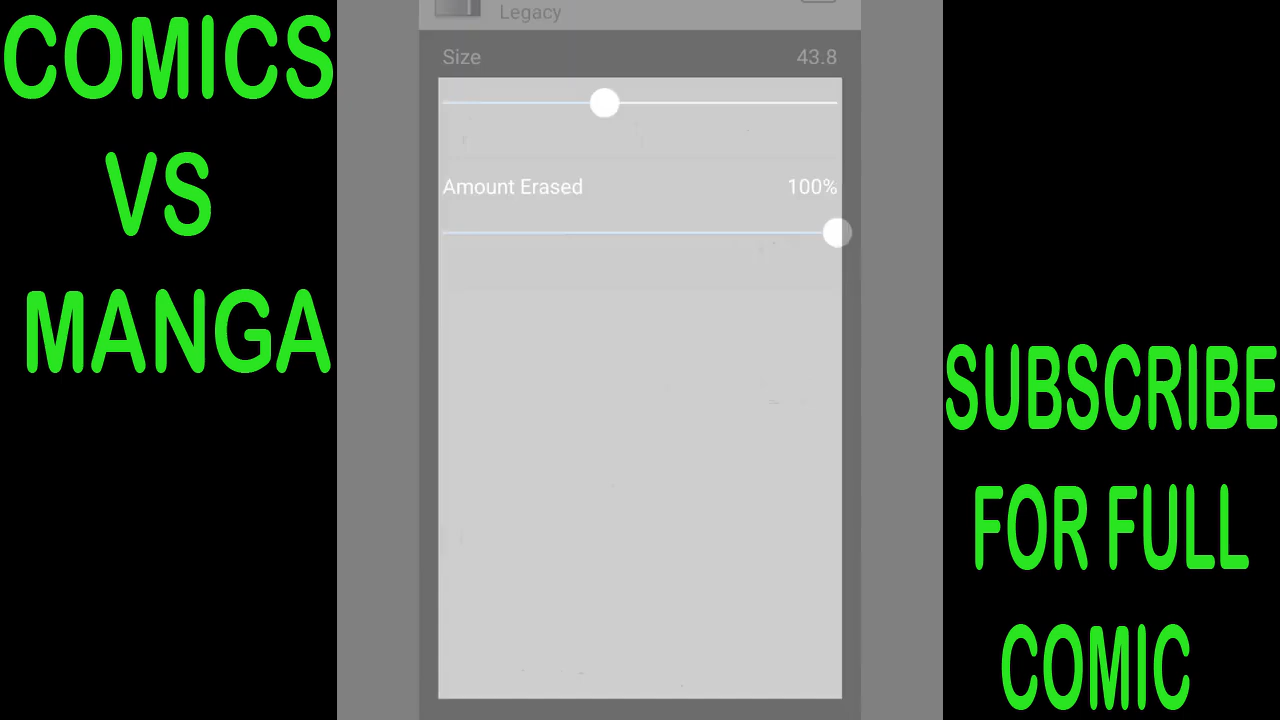 COMICS
VS
MANGA
Legacy
Size 43.8
Amount Erased 100%
SUBSCRIBE
FOR FULL
COMIC